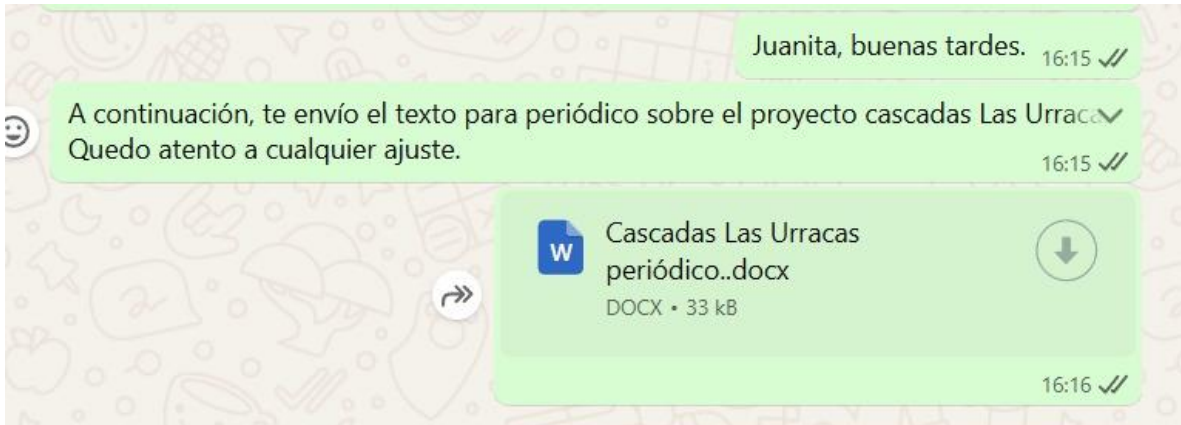 Juanita, buenas tardes.
16:15
A continuación, te envío el texto para periódico sobre el proyecto cascadas Las Urraca
Quedo atento a cualquier ajuste.
16:15
W
Cascadas Las Urracas
periódico..docx
DOCX • 33 kB
16:16